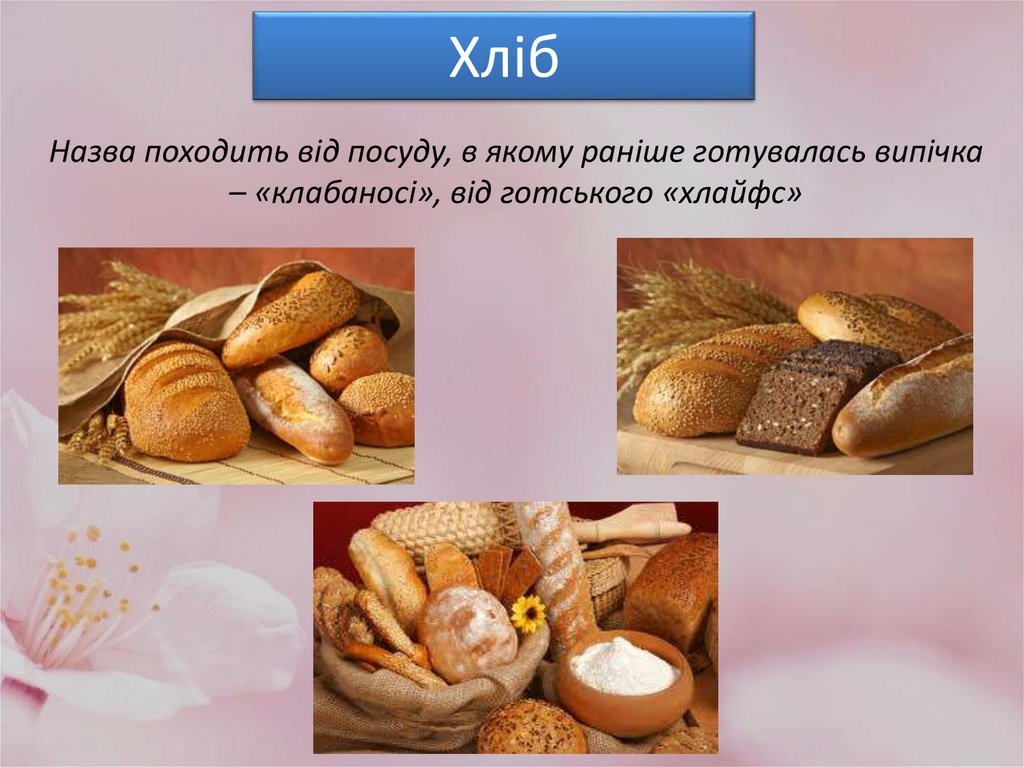 Хліб
Назва походить від посуду, в якому раніше готувалась випічка
– «клабаносі», від готського «хлайфс»